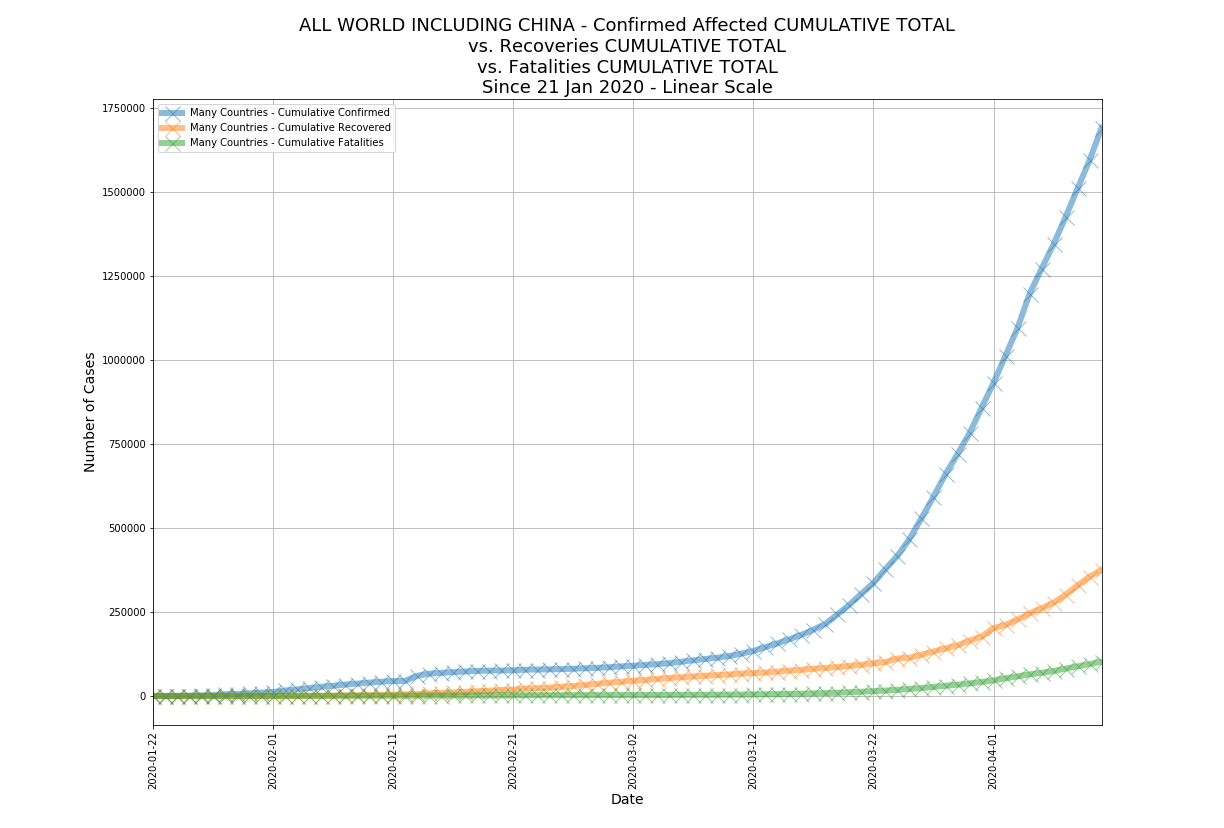 ALL WORLD INCLUDING CHINA - Confirmed Affected CUMULATIVE TOTAL
vs. Recoveries CUMULATIVE TOTAL
vs. Fatalities CUMULATIVE TOTAL
Since 21 Jan 2020 - Linear Scale
Many Countries - Cumulative Confirmed
Many Countries - Cumulative Recovered
Many Countries - Cumulative Fatalities
Number of Cases
1750000
1500000
1250000
1000000
750000
500000
250000
0
2020-01-22
2020-02-01
2020-02-11
2020-02-21
2020-03-02
2020-03-12
2020-03-22
2020-04-01
Date